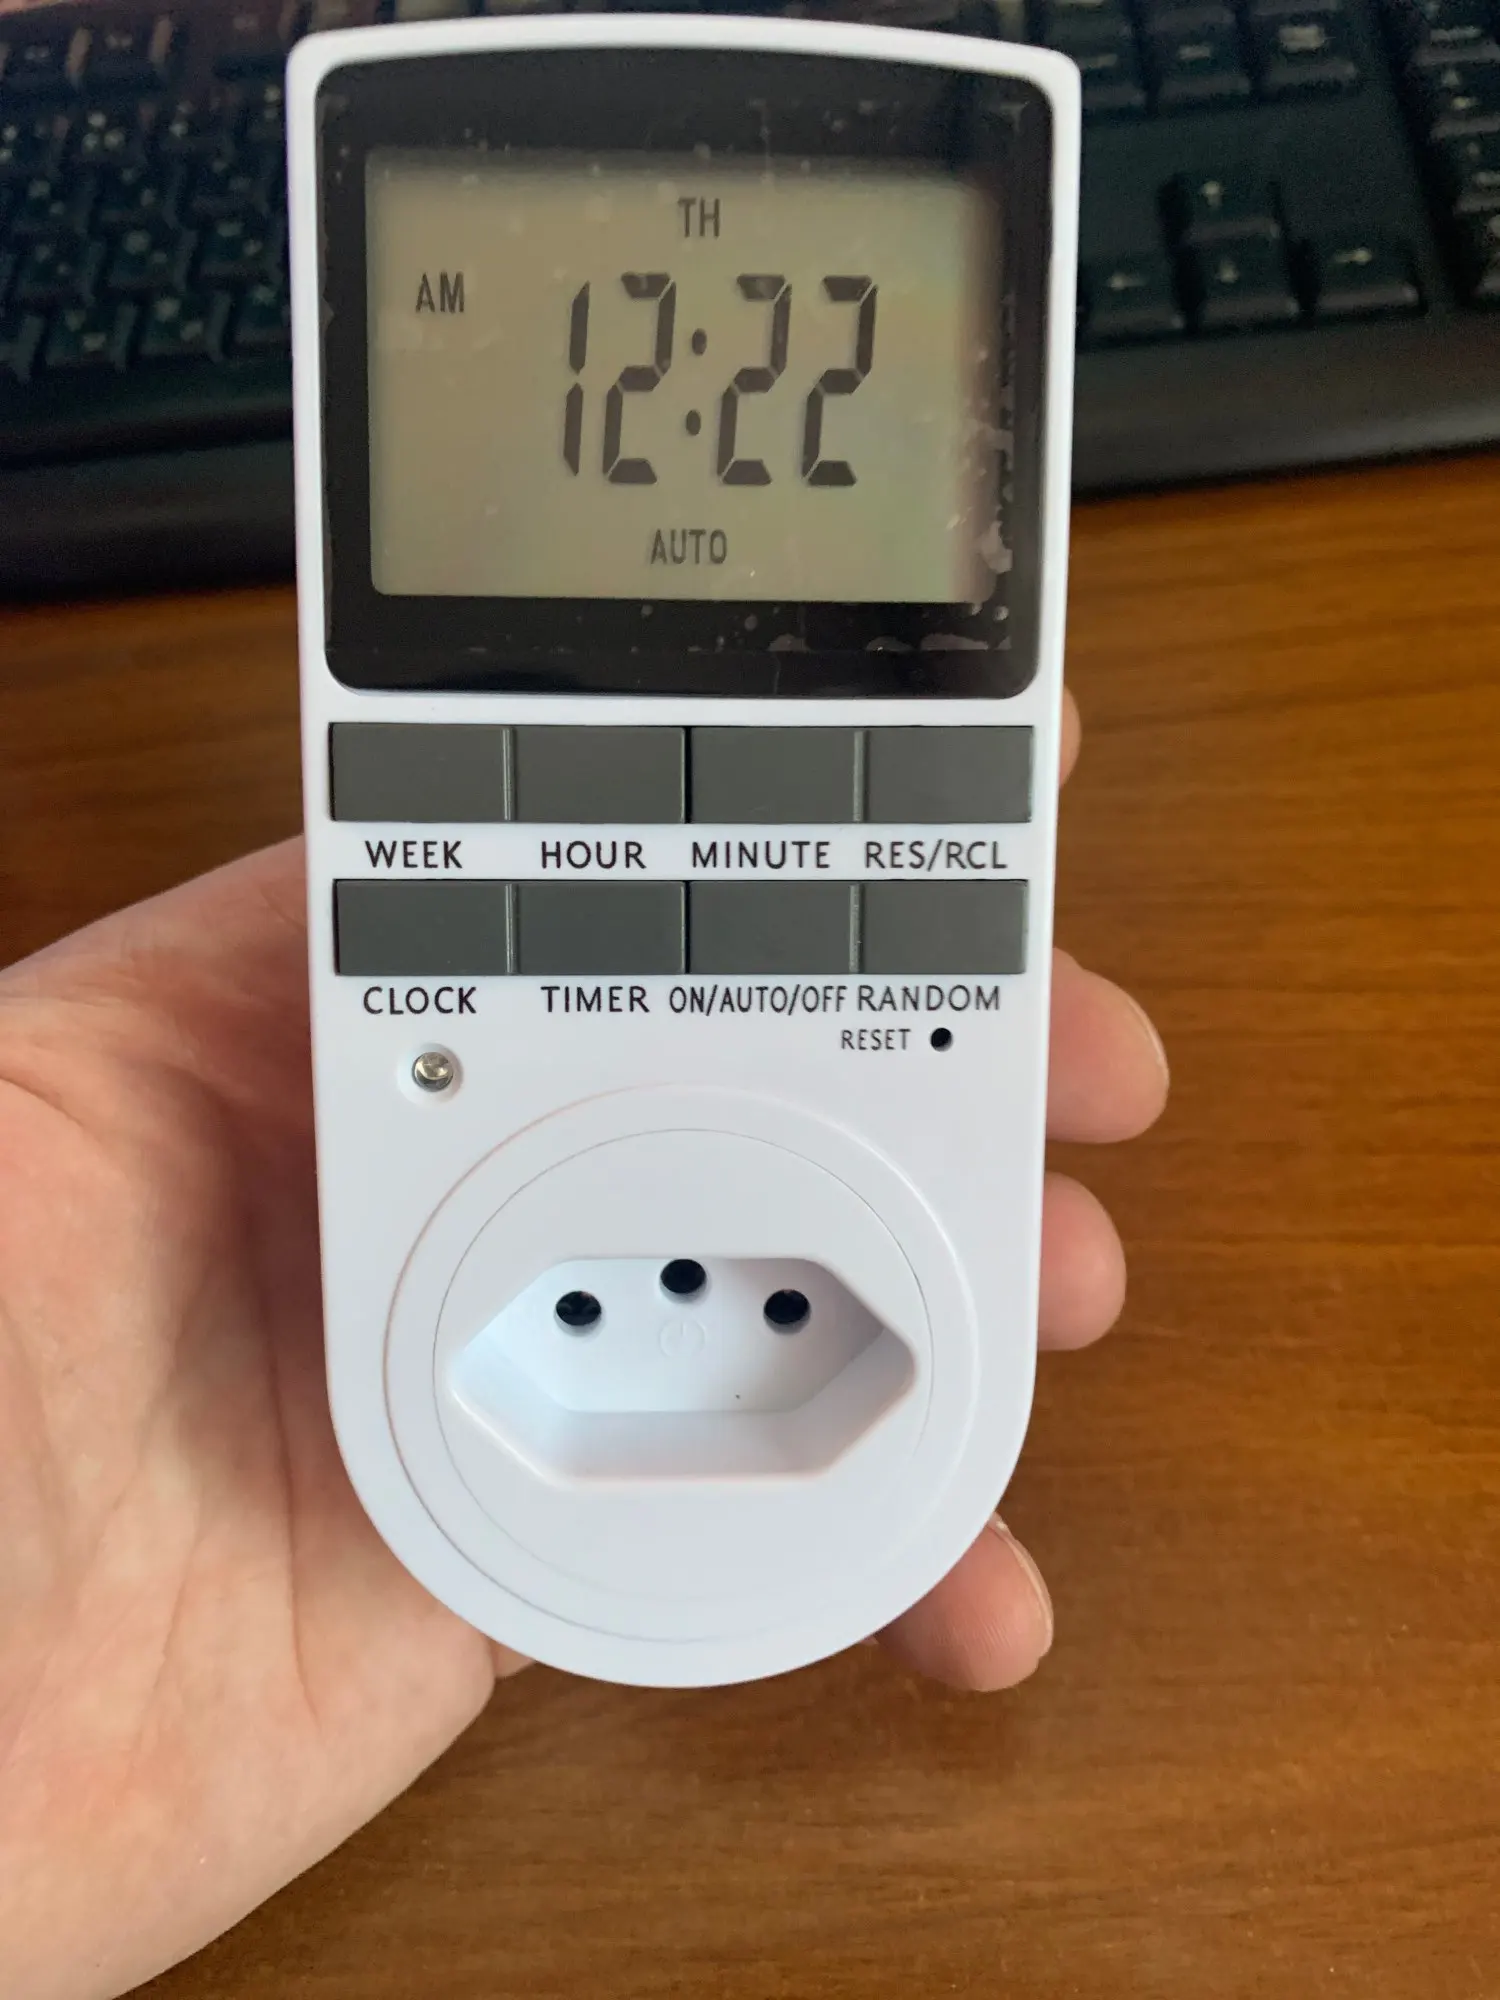 TH
AM
12:22
AUTO
WEEK HOUR MINUTE RES/RCL
CLOCK TIMER ON/AUTO/OFF RANDOM
RESET